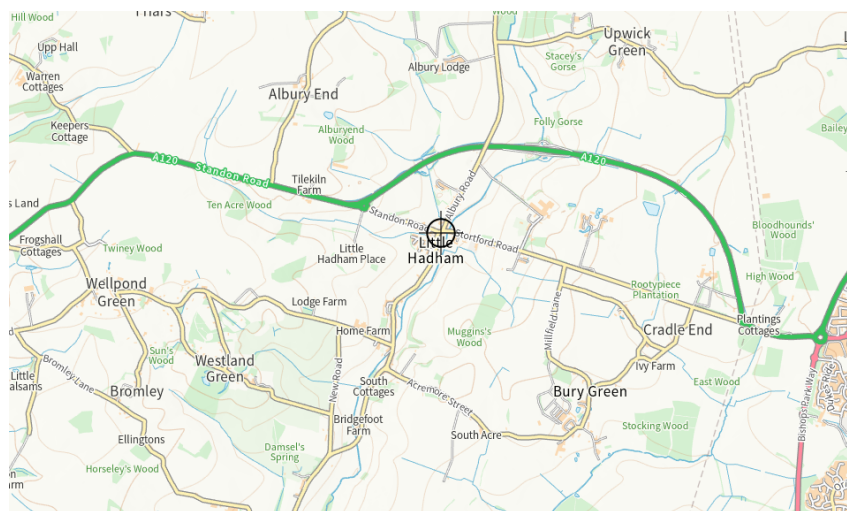 Hill Wood
Wood
Upp Hall
Upwick
Green
Stacey's
Gorse
Albury Lodge
Warren
Cottages
Albury End
Keepers
Cottage
Alburyend
Wood
Folly Gorse
Bailey
A120
Standon Road
A120
Tilekiln
Farm
Albury Road
s Land
Ten Acre Wood
Standon Road
Stortford Road
Bloodhounds'
Wood
Frogshall
Cottages
Twiney Wood
Little
Hadham Place
Little
Hadham
High Wood
Wellpond
Green
Rootypiece
Plantation
Lodge Farm
Plantings
Cottages
Home Farm
Muggins's
Wood
Millfield Lane
Cradle End
Sun's
Wood
Westland
Green
New Road
Ivy Farm
Little
alsams
Bromley Lane
Bromley
South
Cottages
Acremore Street
Bury Green
East Wood
Bishops Park Way
Dukes Ride
Bridgefoot
Farm
Stocking Wood
Ellingtons
South Acre
Damsel's
Spring
Horseley's Wood
on